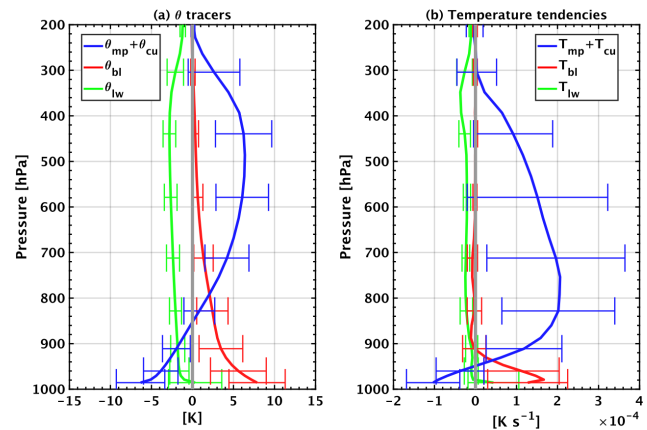 (a) θ tracers
200
300
400
500
600
700
800
900
1000
Pressure [hPa]
θmp+θcu
θbl
θlw
−15
−10
−5
0
5
10
15
[K]
(b) Temperature tendencies
200
300
400
500
600
700
800
900
1000
Pressure [hPa]
Tmp+Tcu
Tbl
Tlw
−2
−1
0
1
2
3
4
[K s⁻¹]
×10⁻⁴